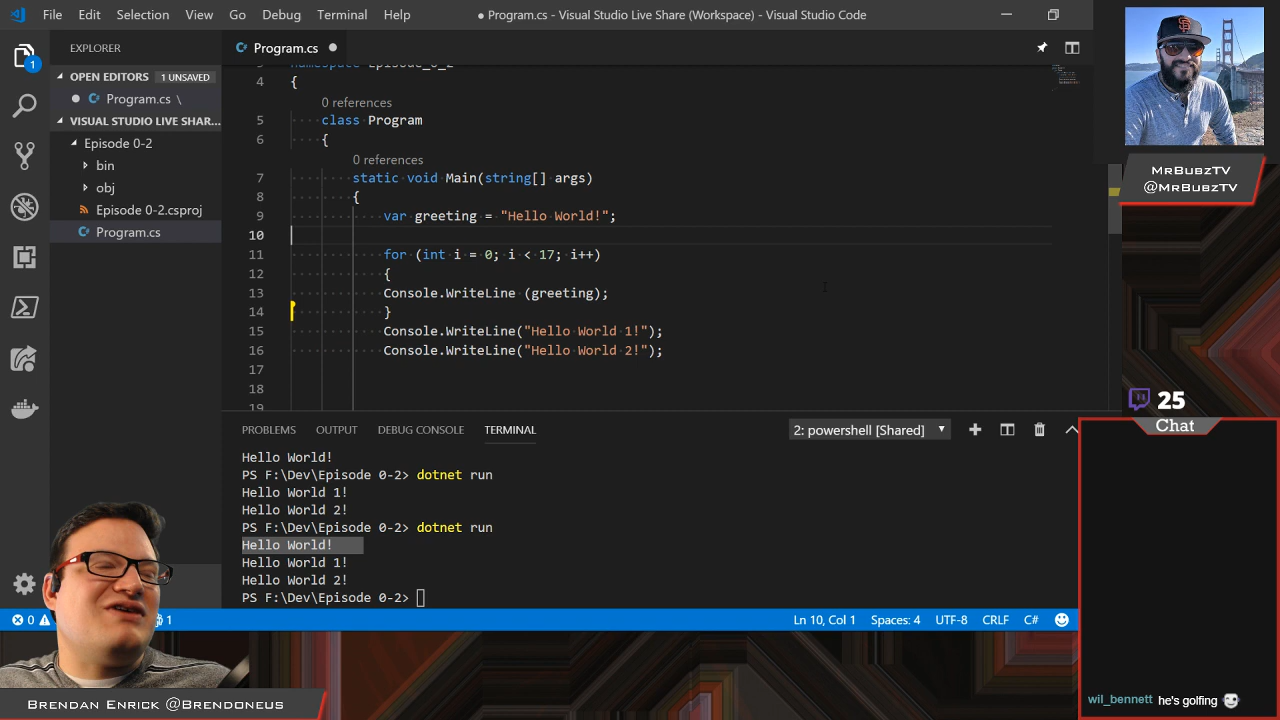 File Edit Selection View Go Debug Terminal Help
● Program.cs - Visual Studio Live Share (Workspace) - Visual Studio Code
EXPLORER
OPEN EDITORS 1 UNSAVED
Program.cs \
VISUAL STUDIO LIVE SHAR...
Episode 0-2
bin
obj
Episode 0-2.csproj
Program.cs
1
Program.cs
namespace Episode_0_2
4 {
0 references
5 class Program
6 {
0 references
7 static void Main(string[] args)
8 {
9 var greeting = "Hello World!";
10
11 for (int i = 0; i < 17; i++)
12 {
13 Console.WriteLine (greeting);
14 }
15 Console.WriteLine("Hello World 1!");
16 Console.WriteLine("Hello World 2!");
17
18
19
PROBLEMS OUTPUT DEBUG CONSOLE TERMINAL
2: powershell [Shared]
Hello World!
PS F:\Dev\Episode 0-2> dotnet run
Hello World 1!
Hello World 2!
PS F:\Dev\Episode 0-2> dotnet run
Hello World!
Hello World 1!
Hello World 2!
PS F:\Dev\Episode 0-2>
0
1
Ln 10, Col 1 Spaces: 4 UTF-8 CRLF C#
MrBubzTV
@MrBubzTV
25
Chat
wil_bennett he's golfing
Brendan Enrick @Brendoneus